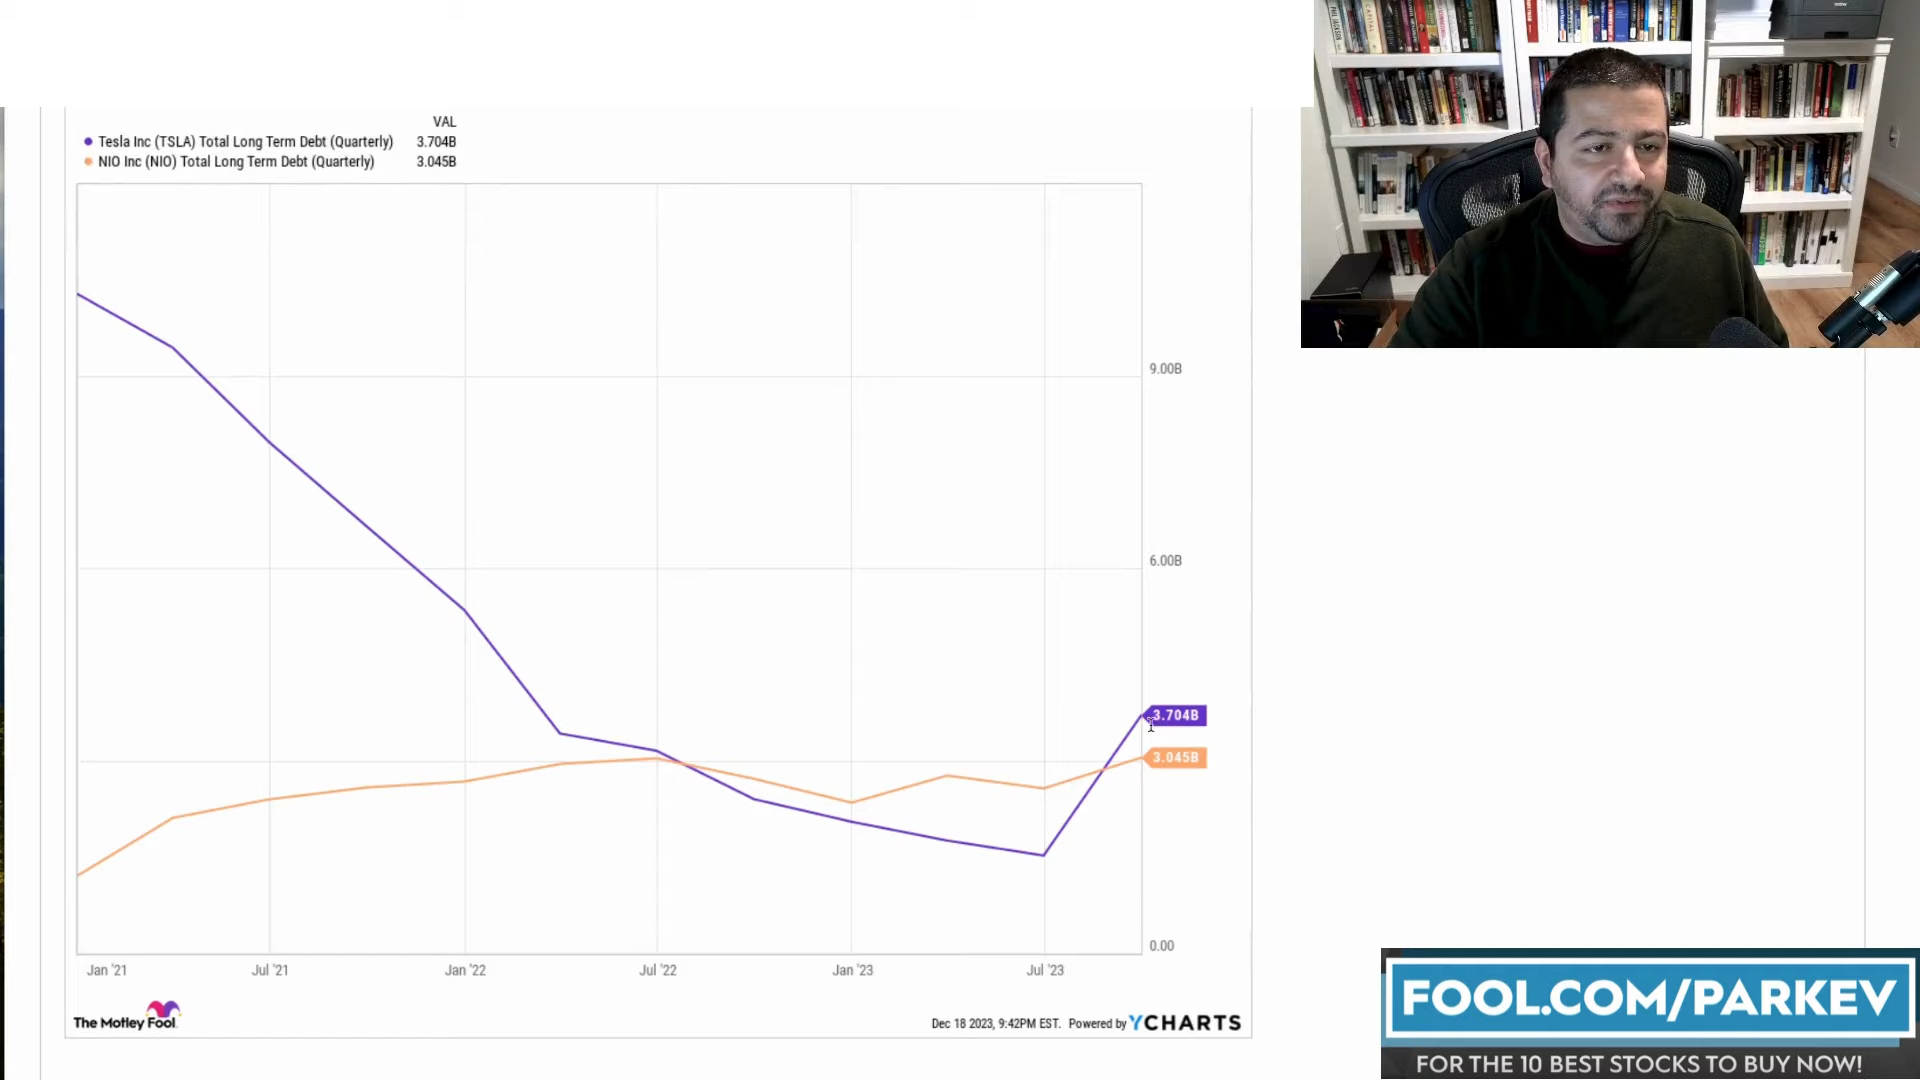 VAL
Tesla Inc (TSLA) Total Long Term Debt (Quarterly) 3.704B
NIO Inc (NIO) Total Long Term Debt (Quarterly) 3.045B
9.00B
6.00B
3.704B
3.045B
0.00
Jan '21 Jul '21 Jan '22 Jul '22 Jan '23 Jul '23
The Motley Fool
Dec 18 2023, 9:42PM EST. Powered by YCHARTS
FOOL.COM/PARKEV
FOR THE 10 BEST STOCKS TO BUY NOW!